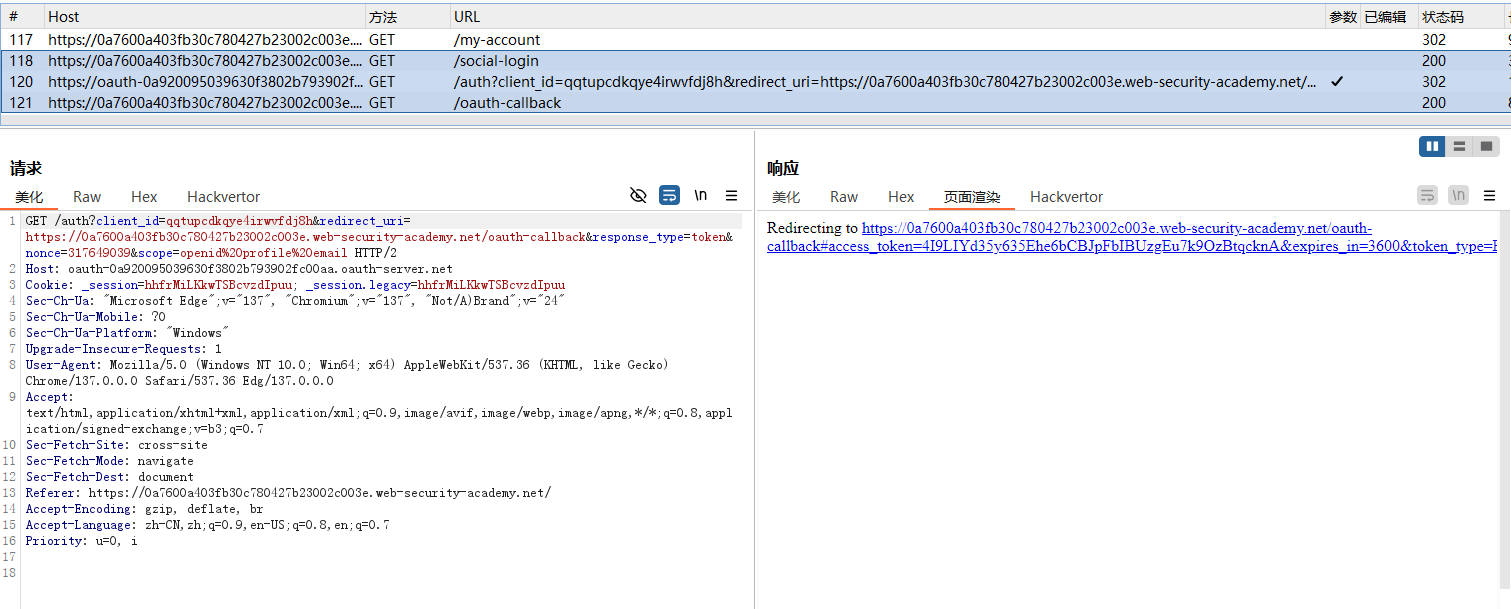 # Host 方法 URL 参数 已编辑 状态码
117 https://0a7600a403fb30c780427b23002c003e.... GET /my-account 302
118 https://0a7600a403fb30c780427b23002c003e.... GET /social-login 200
120 https://oauth-0a920095039630f3802b793902f... GET /auth?client_id=qqtupcdkqye4irwvfdj8h&redirect_uri=https://0a7600a403fb30c780427b23002c003e.web-security-academy.net/... ✓ 302
121 https://0a7600a403fb30c780427b23002c003e.... GET /oauth-callback 200
请求
美化 Raw Hex Hackvertor \n
1 GET /auth?client_id=qqtupcdkqye4irwvfdj8h&redirect_uri=
https://0a7600a403fb30c780427b23002c003e.web-security-academy.net/oauth-callback&response_type=token&
nonce=317649039&scope=openid%20profile%20email HTTP/2
2 Host: oauth-0a920095039630f3802b793902fc00aa.oauth-server.net
3 Cookie: _session=hhfrMiLKkwTSBcvzdIpuu; _session.legacy=hhfrMiLKkwTSBcvzdIpuu
4 Sec-Ch-Ua: "Microsoft Edge";v="137", "Chromium";v="137", "Not/A)Brand";v="24"
5 Sec-Ch-Ua-Mobile: ?0
6 Sec-Ch-Ua-Platform: "Windows"
7 Upgrade-Insecure-Requests: 1
8 User-Agent: Mozilla/5.0 (Windows NT 10.0; Win64; x64) AppleWebKit/537.36 (KHTML, like Gecko)
Chrome/137.0.0.0 Safari/537.36 Edg/137.0.0.0
9 Accept:
text/html,application/xhtml+xml,application/xml;q=0.9,image/avif,image/webp,image/apng,*/*;q=0.8,appl
ication/signed-exchange;v=b3;q=0.7
10 Sec-Fetch-Site: cross-site
11 Sec-Fetch-Mode: navigate
12 Sec-Fetch-Dest: document
13 Referer: https://0a7600a403fb30c780427b23002c003e.web-security-academy.net/
14 Accept-Encoding: gzip, deflate, br
15 Accept-Language: zh-CN,zh;q=0.9,en-US;q=0.8,en;q=0.7
16 Priority: u=0, i
17
18
响应
美化 Raw Hex 页面渲染 Hackvertor \n
Redirecting to https://0a7600a403fb30c780427b23002c003e.web-security-academy.net/oauth-
callback#access_token=4I9LIYd35y635Ehe6bCBJpFbIBUzgEu7k9OzBtqcknA&expires_in=3600&token_type=